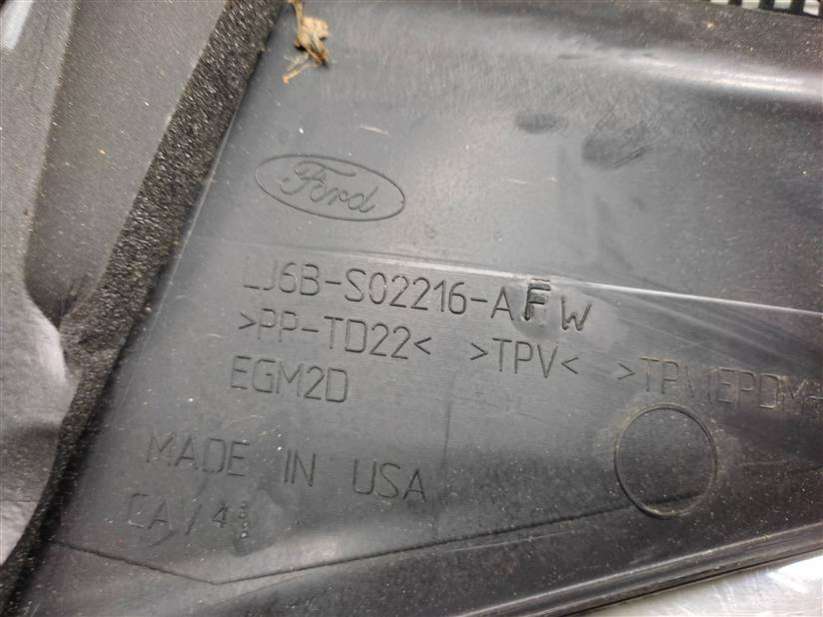 Ford
LJ6B-S02216-AFW
>PP-TD22< >TPV<
EGM2D
MADE IN USA